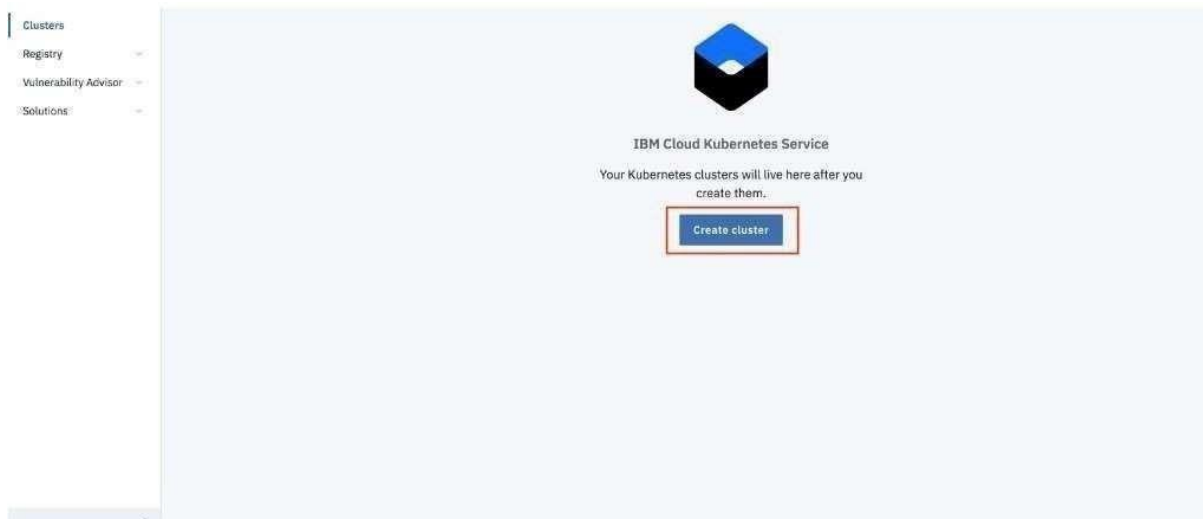 Clusters
Registry
Vulnerability Advisor
Solutions
IBM Cloud Kubernetes Service
Your Kubernetes clusters will live here after you
create them.
Create cluster